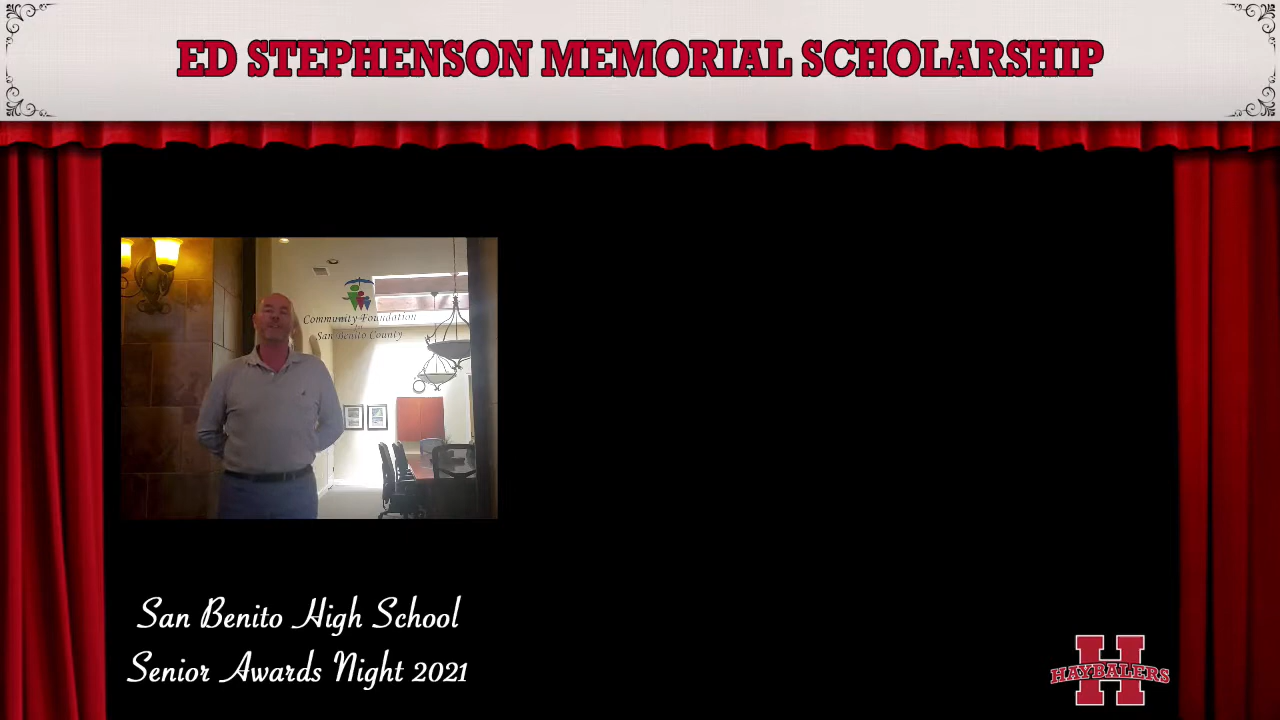 ED STEPHENSON MEMORIAL SCHOLARSHIP
Community Foundation
San Benito County
San Benito High School
Senior Awards Night 2021
H
HAYBALERS